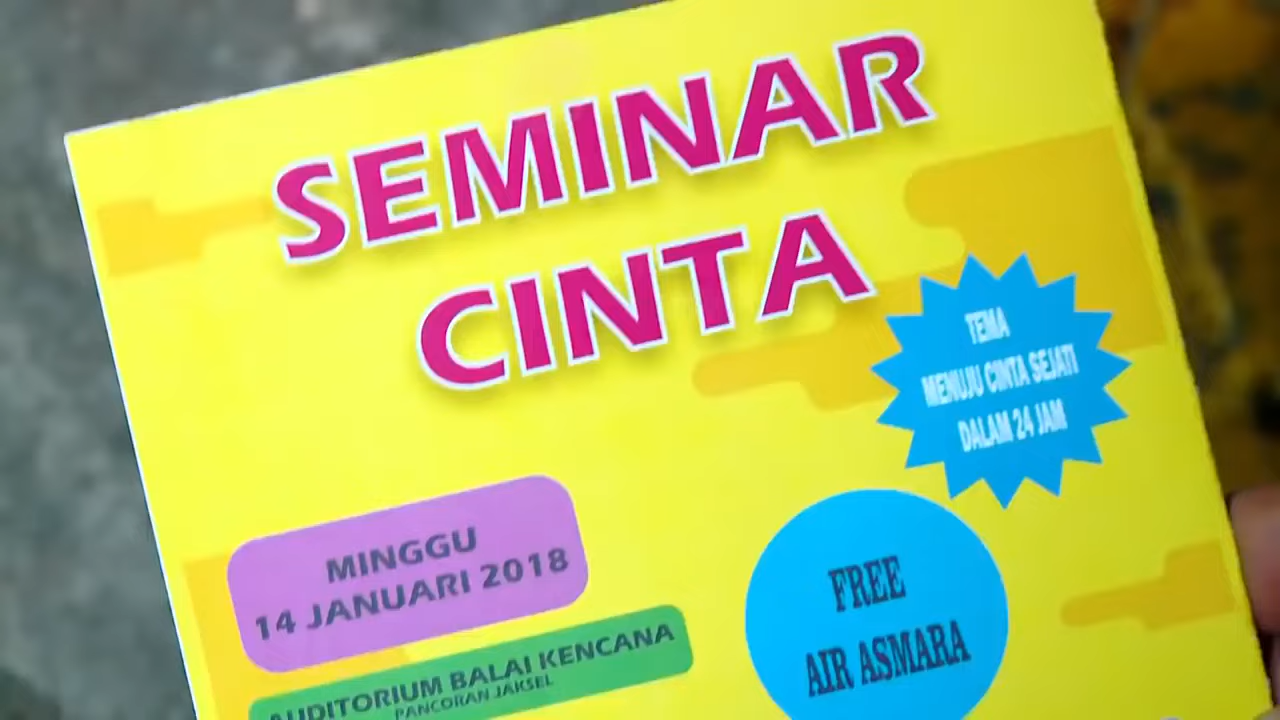 SEMINAR
CINTA
TEMA
MENUJU CINTA SEJATI
DALAM 24 JAM
MINGGU
14 JANUARI 2018
FREE
AIR ASMARA
AUDITORIUM BALAI KENCANA
PANCORAN JAKSEL